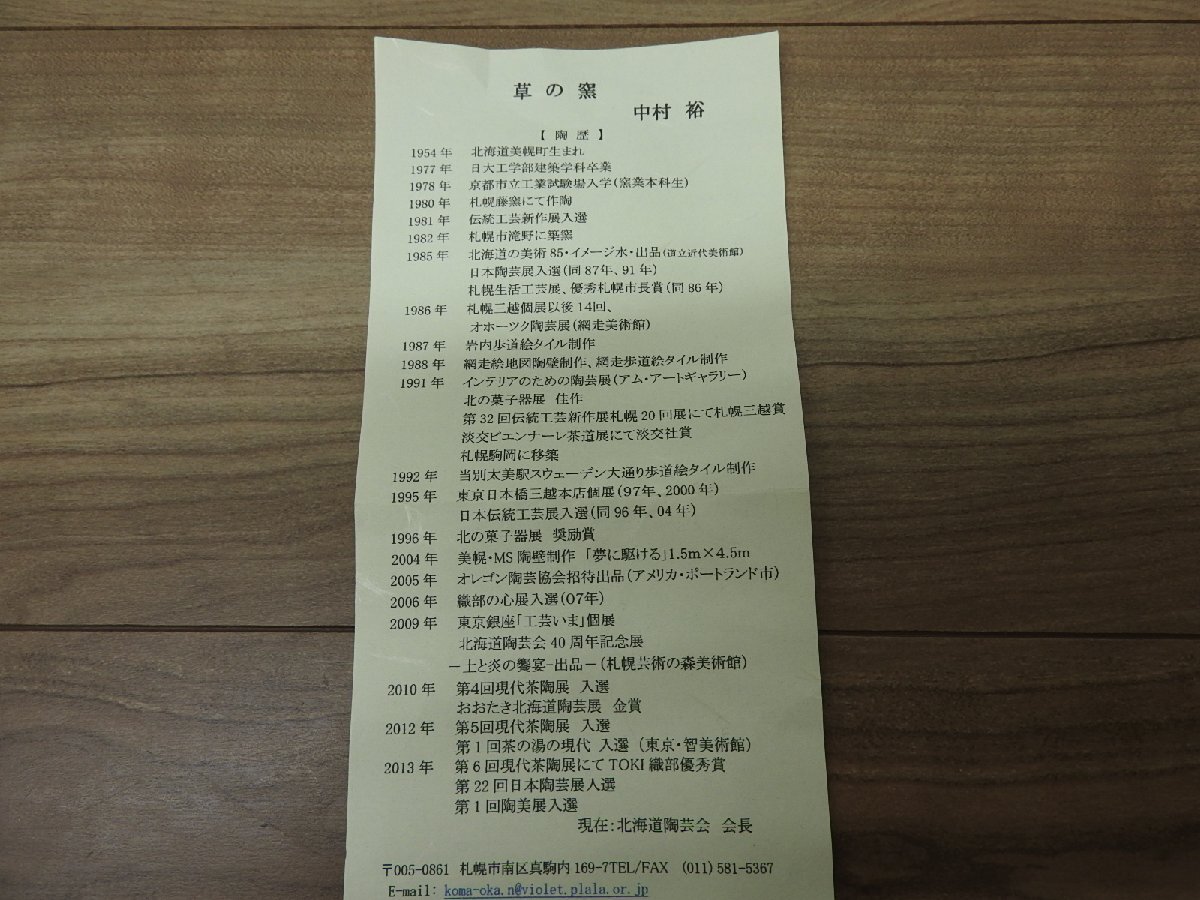 草の窯
中村 裕
【陶歴】
1954年 北海道美幌町生まれ
1977年 日大工学部建築学科卒業
1978年 京都市立工業試験場入学(窯業本科生)
1980年 札幌藤窯にて作陶
1981年 伝統工芸新作展入選
1982年 札幌市滝野に築窯
1985年 北海道の美術85・イメージ水・出品(道立近代美術館)
日本陶芸展入選(同87年、91年)
札幌生活工芸展、優秀札幌市長賞(同86年)
1986年 札幌三越個展以後14回、
オホーツク陶芸展(網走美術館)
1987年 岩内歩道絵タイル制作
1988年 網走絵地図陶壁制作、網走歩道絵タイル制作
1991年 インテリアのための陶芸展(アム・アートギャラリー)
北の菓子器展 佳作
第32回伝統工芸新作展札幌20回展にて札幌三越賞
淡交ビエンナーレ茶道展にて淡交社賞
札幌駒岡に移築
1992年 当別太美駅スウェーデン大通り歩道絵タイル制作
1995年 東京日本橋三越本店個展(97年、2000年)
日本伝統工芸展入選(同96年、04年)
1996年 北の菓子器展 奨励賞
2004年 美幌・MS陶壁制作 「夢に駆ける」1.5m×4.5m
2005年 オレゴン陶芸協会招待出品(アメリカ・ポートランド市)
2006年 織部の心展入選(07年)
2009年 東京銀座「工芸いま」個展
北海道陶芸会40周年記念展
－土と炎の饗宴-出品－(札幌芸術の森美術館)
2010年 第4回現代茶陶展 入選
おおたき北海道陶芸展 金賞
2012年 第5回現代茶陶展 入選
第1回茶の湯の現代 入選 (東京・智美術館)
2013年 第6回現代茶陶展にてTOKI織部優秀賞
第22回日本陶芸展入選
第1回陶美展入選
現在:北海道陶芸会 会長
〒005-0861 札幌市南区真駒内169-7TEL/FAX (011)581-5367
E-mail: koma-oka.n@violet.plala.or.jp